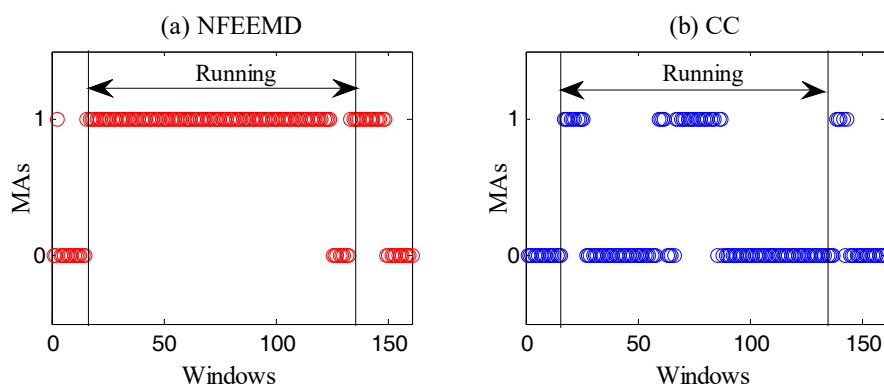 (a) NFEEMD
Running
1
0
MAs
0 50 100 150
Windows
(b) CC
Running
1
0
MAs
0 50 100 150
Windows